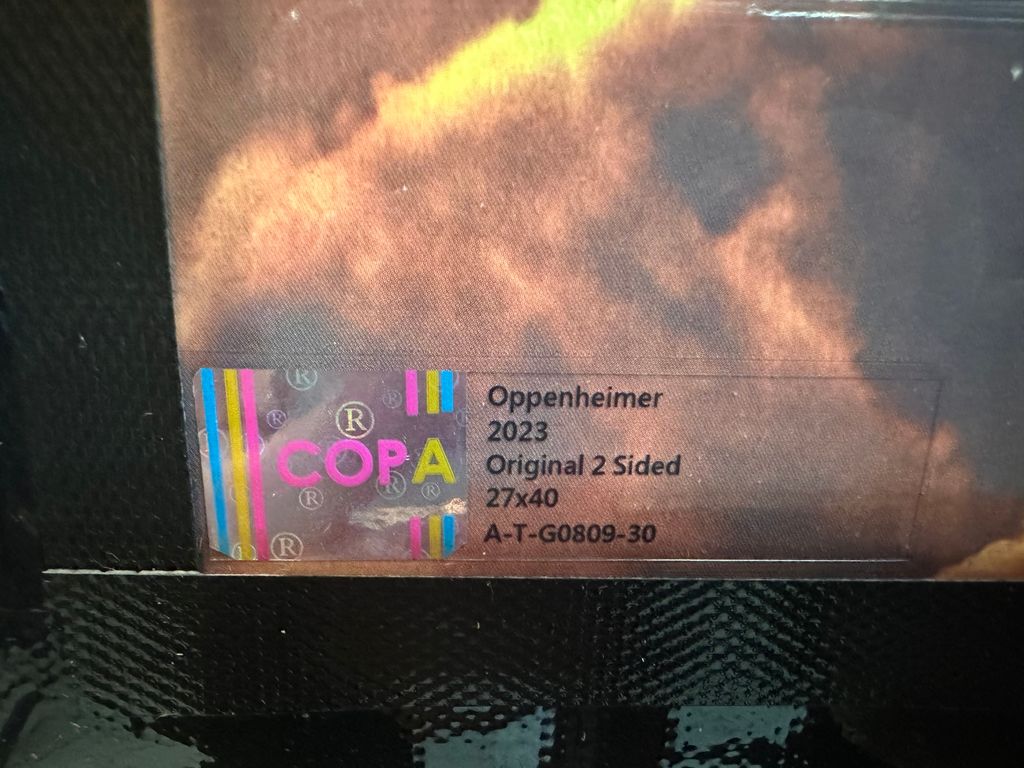 ® COPA
Oppenheimer
2023
Original 2 Sided
27x40
A-T-G0809-30